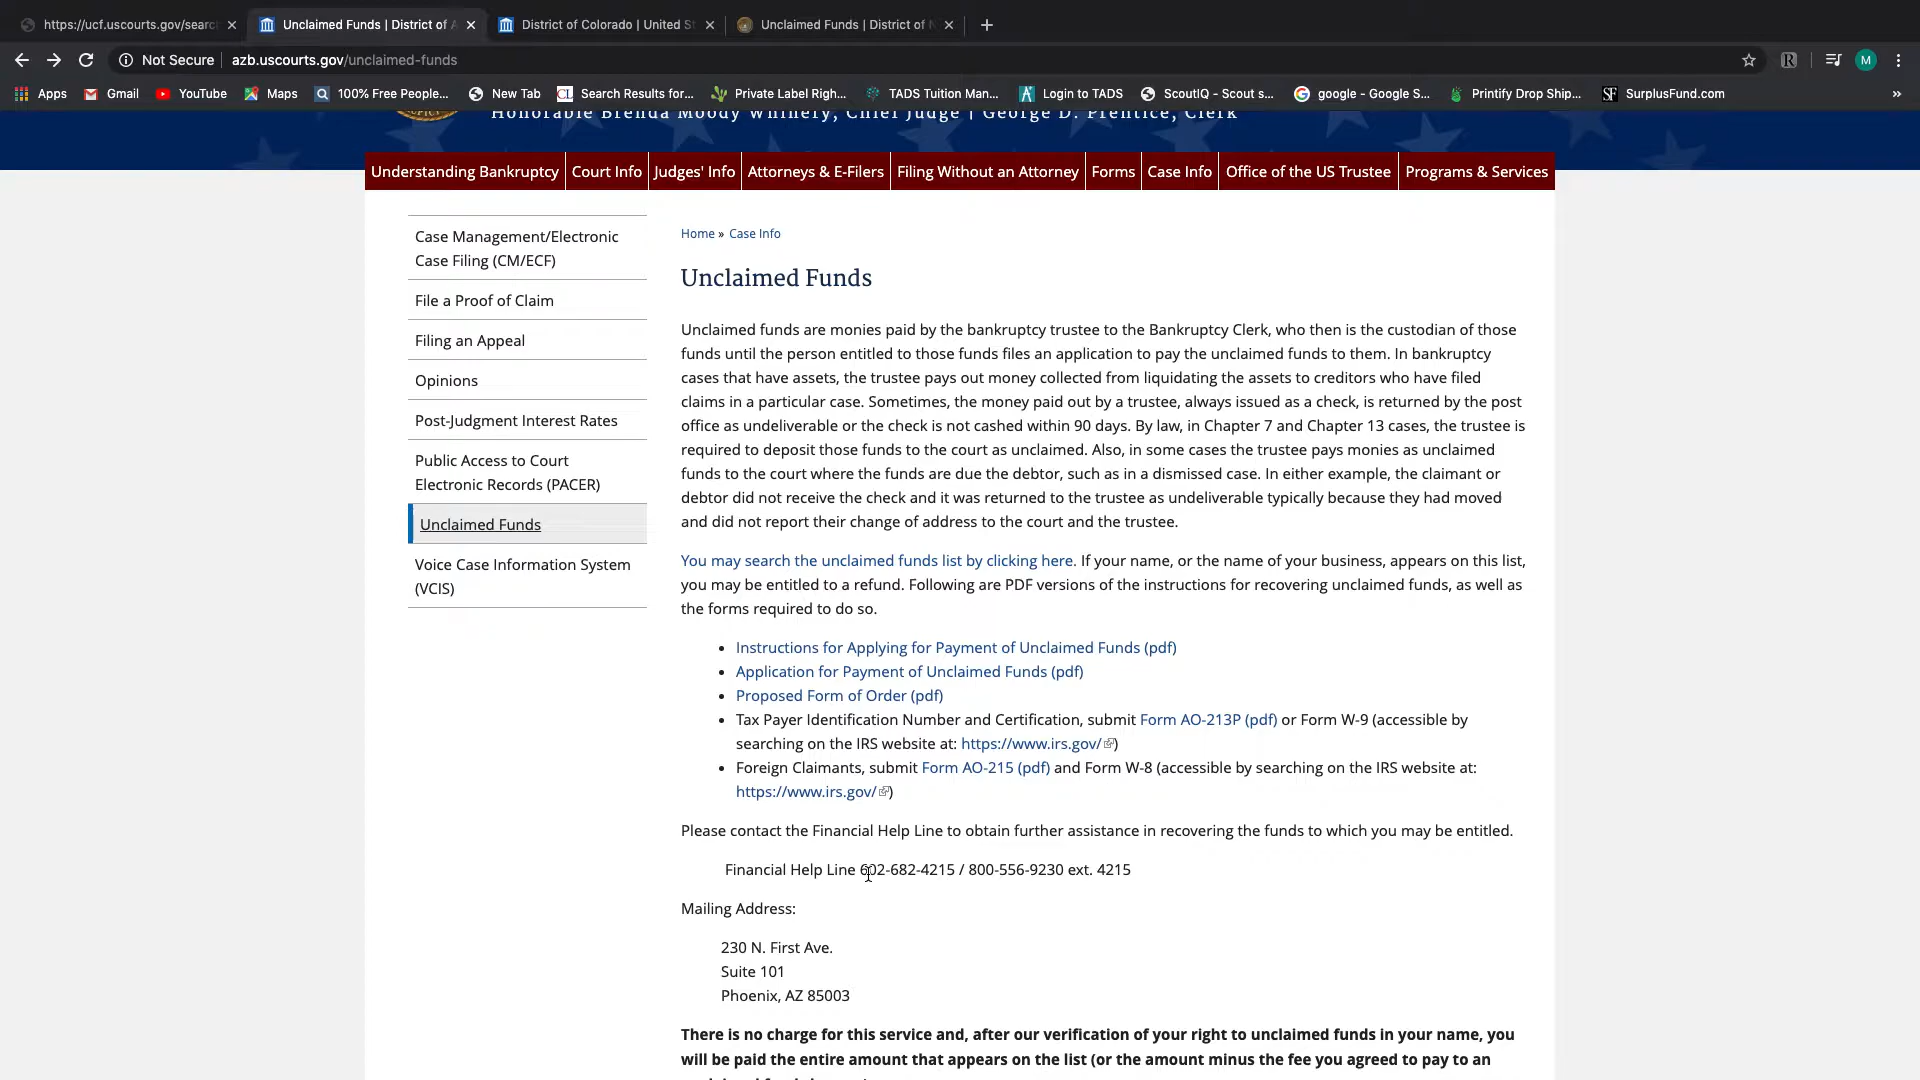 https://ucf.uscourts.gov/searc
Unclaimed Funds | District of A
District of Colorado | United St
Unclaimed Funds | District of N
Not Secure
azb.uscourts.gov/unclaimed-funds
M
Apps
Gmail
YouTube
Maps
100% Free People...
New Tab
Search Results for...
Private Label Righ...
TADS Tuition Man...
Login to TADS
ScoutIQ - Scout s...
google - Google S...
Printify Drop Ship...
SurplusFund.com
Honorable Brenda Moody Whinery, Chief Judge | George D. Prentice, Clerk
Understanding Bankruptcy
Court Info
Judges' Info
Attorneys & E-Filers
Filing Without an Attorney
Forms
Case Info
Office of the US Trustee
Programs & Services
Case Management/Electronic
Case Filing (CM/ECF)
File a Proof of Claim
Filing an Appeal
Opinions
Post-Judgment Interest Rates
Public Access to Court
Electronic Records (PACER)
Unclaimed Funds
Voice Case Information System
(VCIS)
Home » Case Info
Unclaimed Funds
Unclaimed funds are monies paid by the bankruptcy trustee to the Bankruptcy Clerk, who then is the custodian of those
funds until the person entitled to those funds files an application to pay the unclaimed funds to them. In bankruptcy
cases that have assets, the trustee pays out money collected from liquidating the assets to creditors who have filed
claims in a particular case. Sometimes, the money paid out by a trustee, always issued as a check, is returned by the post
office as undeliverable or the check is not cashed within 90 days. By law, in Chapter 7 and Chapter 13 cases, the trustee is
required to deposit those funds to the court as unclaimed. Also, in some cases the trustee pays monies as unclaimed
funds to the court where the funds are due the debtor, such as in a dismissed case. In either example, the claimant or
debtor did not receive the check and it was returned to the trustee as undeliverable typically because they had moved
and did not report their change of address to the court and the trustee.
You may search the unclaimed funds list by clicking here. If your name, or the name of your business, appears on this list,
you may be entitled to a refund. Following are PDF versions of the instructions for recovering unclaimed funds, as well as
the forms required to do so.
• Instructions for Applying for Payment of Unclaimed Funds (pdf)
• Application for Payment of Unclaimed Funds (pdf)
• Proposed Form of Order (pdf)
• Tax Payer Identification Number and Certification, submit Form AO-213P (pdf) or Form W-9 (accessible by
searching on the IRS website at: https://www.irs.gov/)
• Foreign Claimants, submit Form AO-215 (pdf) and Form W-8 (accessible by searching on the IRS website at:
https://www.irs.gov/)
Please contact the Financial Help Line to obtain further assistance in recovering the funds to which you may be entitled.
Financial Help Line 602-682-4215 / 800-556-9230 ext. 4215
Mailing Address:
230 N. First Ave.
Suite 101
Phoenix, AZ 85003
There is no charge for this service and, after our verification of your right to unclaimed funds in your name, you
will be paid the entire amount that appears on the list (or the amount minus the fee you agreed to pay to an